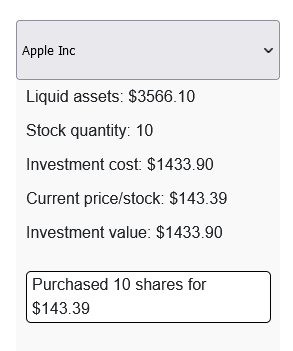 Apple Inc
Liquid assets: $3566.10
Stock quantity: 10
Investment cost: $1433.90
Current price/stock: $143.39
Investment value: $1433.90
Purchased 10 shares for
$143.39